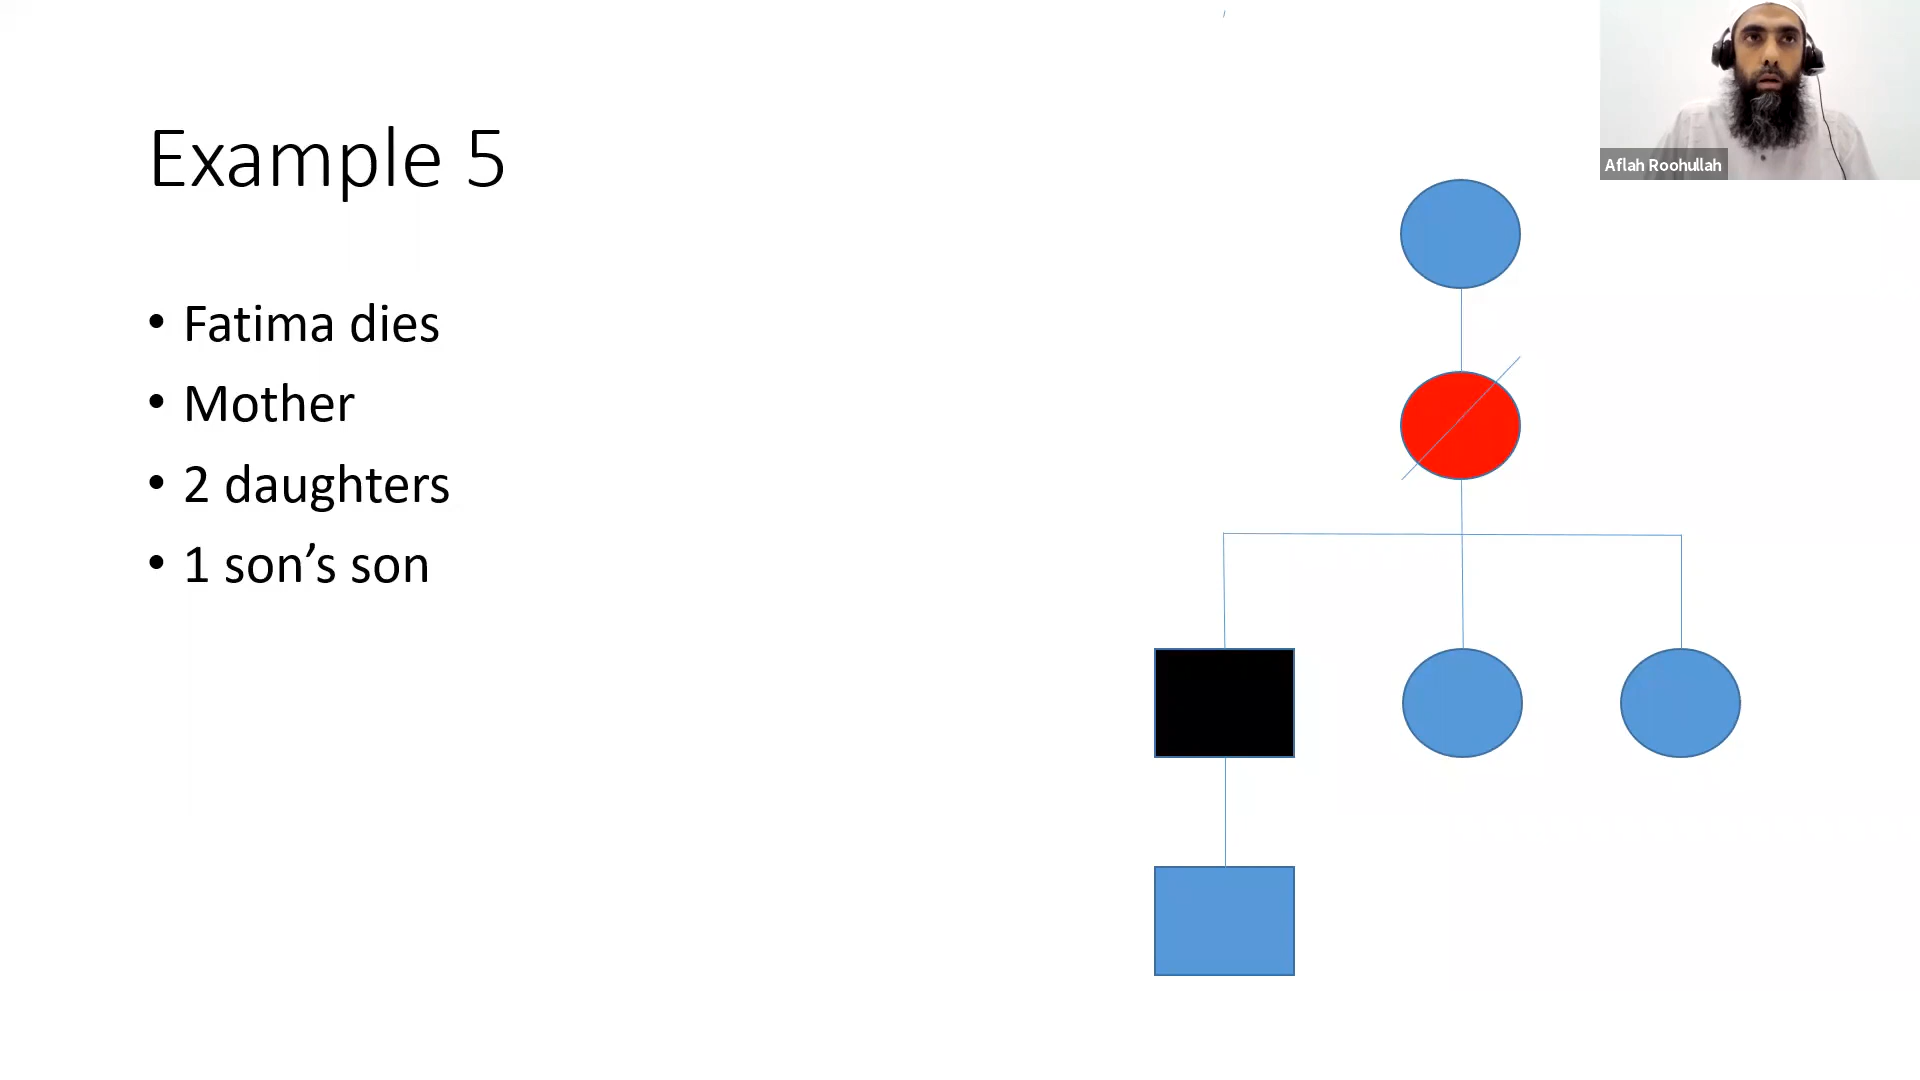 Example 5
Fatima dies
Mother
2 daughters
1 son’s son
Aflah Roohullah